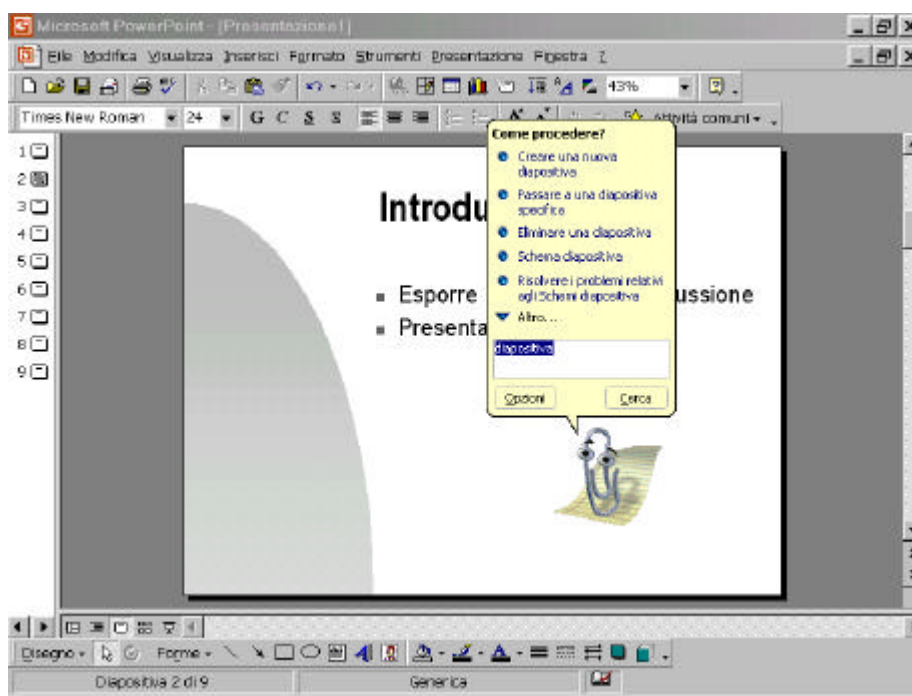 Microsoft PowerPoint - [Presentazione1]
File Modifica Visualizza Inserisci Formato Strumenti Presentazione Finestra ?
43%
Times New Roman 24 G C S S Attività comuni
Come procedere?
1
Creare una nuova
diapositiva
2
Passare a una diapositiva
specifica
Introdu
3
4
Eliminare una diapositiva
Schema diapositiva
5
Risolvere i problemi relativi
agli Schemi diapositiva
6
Esporre
ussione
7
Altro...
Presenta
8
diapositiva
9
Opzioni Cerca
Disegno Forme
Diapositiva 2 di 9 Generica